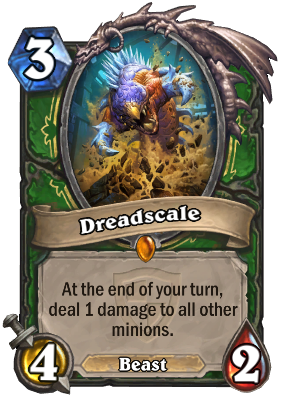 3
Dreadscale
At the end of your turn,
deal 1 damage to all other
minions.
4
Beast
2